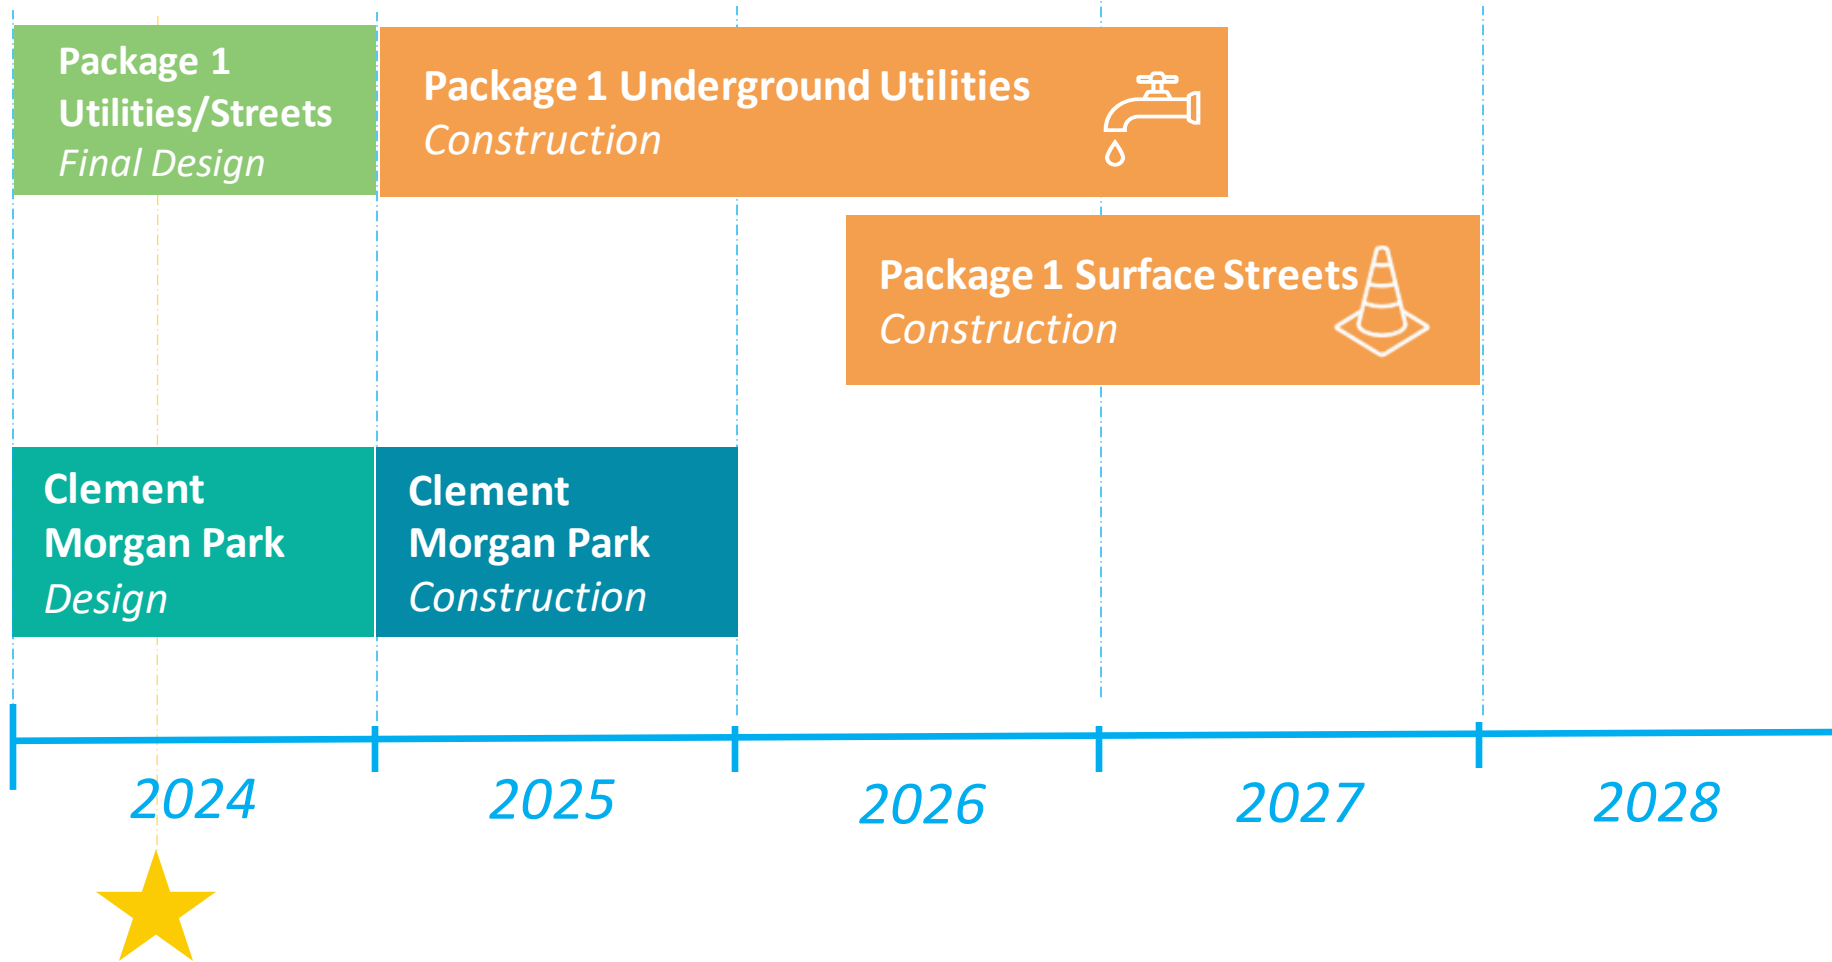 Package 1
Utilities/Streets
Final Design
Package 1 Underground Utilities
Construction
Package 1 Surface Streets
Construction
Clement
Morgan Park
Design
Clement
Morgan Park
Construction
2024
2025
2026
2027
2028